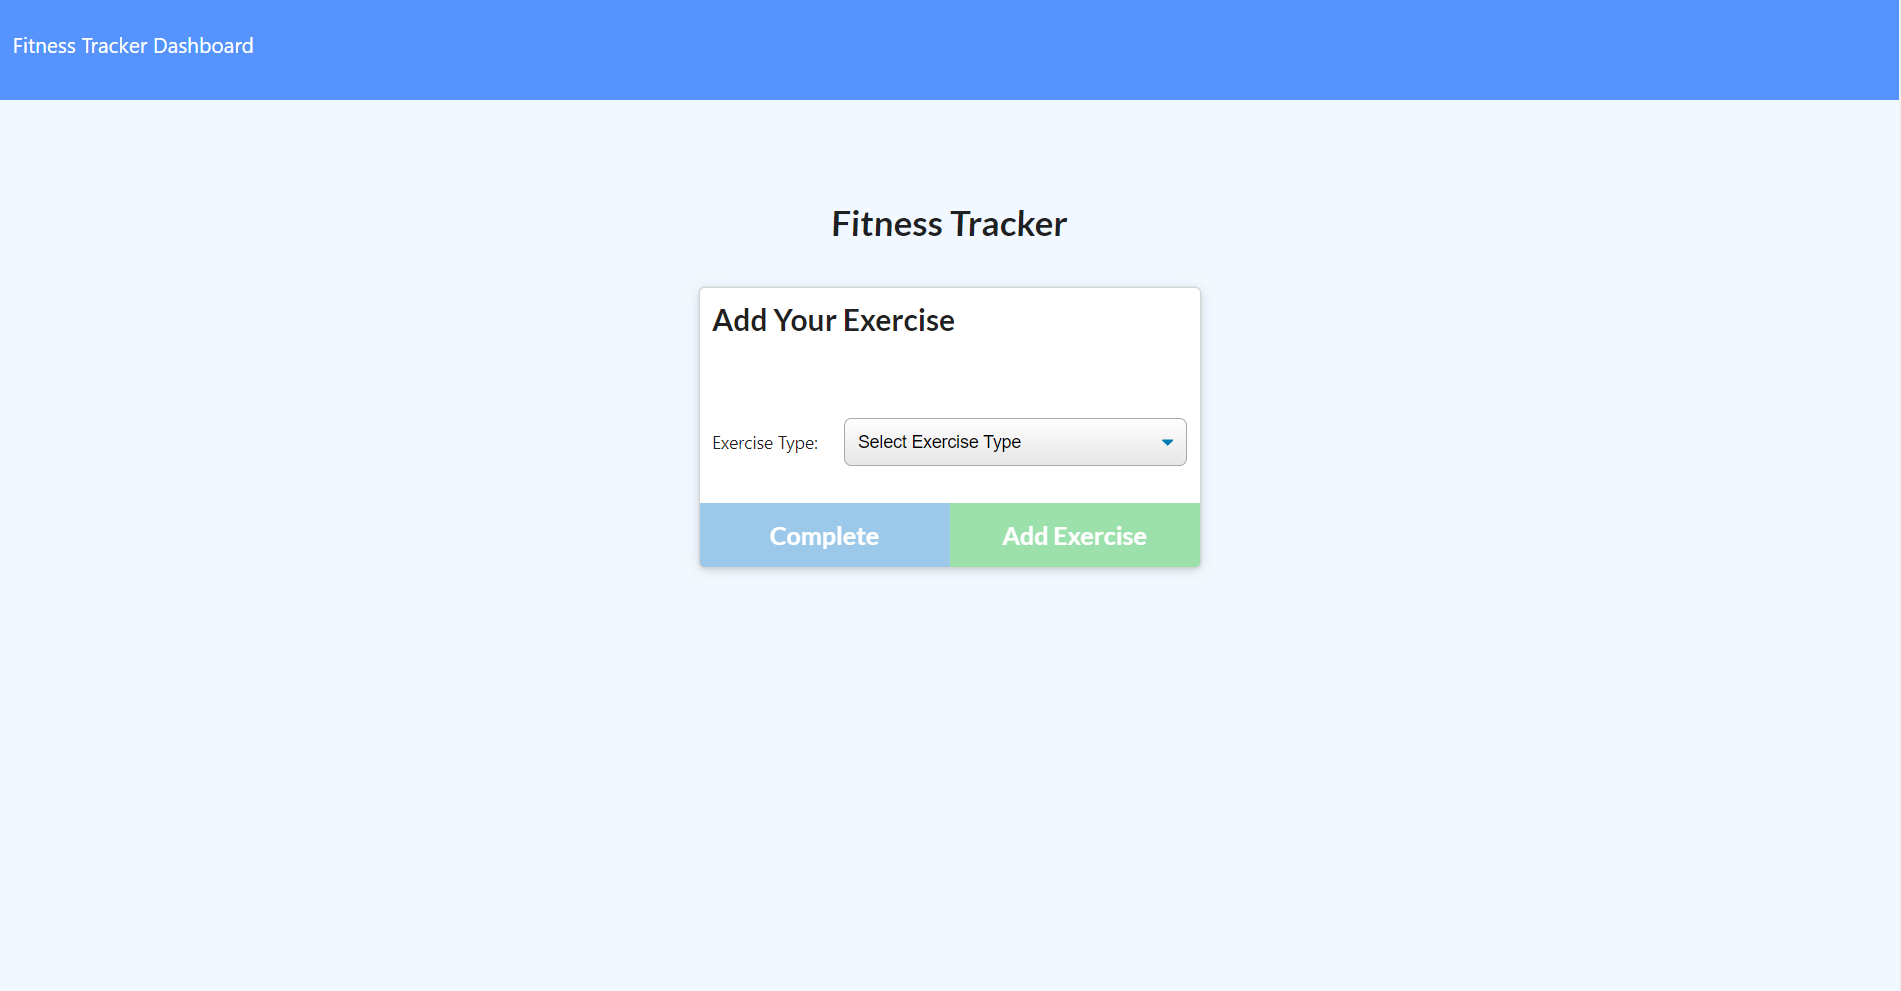 Fitness Tracker Dashboard
Fitness Tracker
Add Your Exercise
Exercise Type: Select Exercise Type
Complete Add Exercise